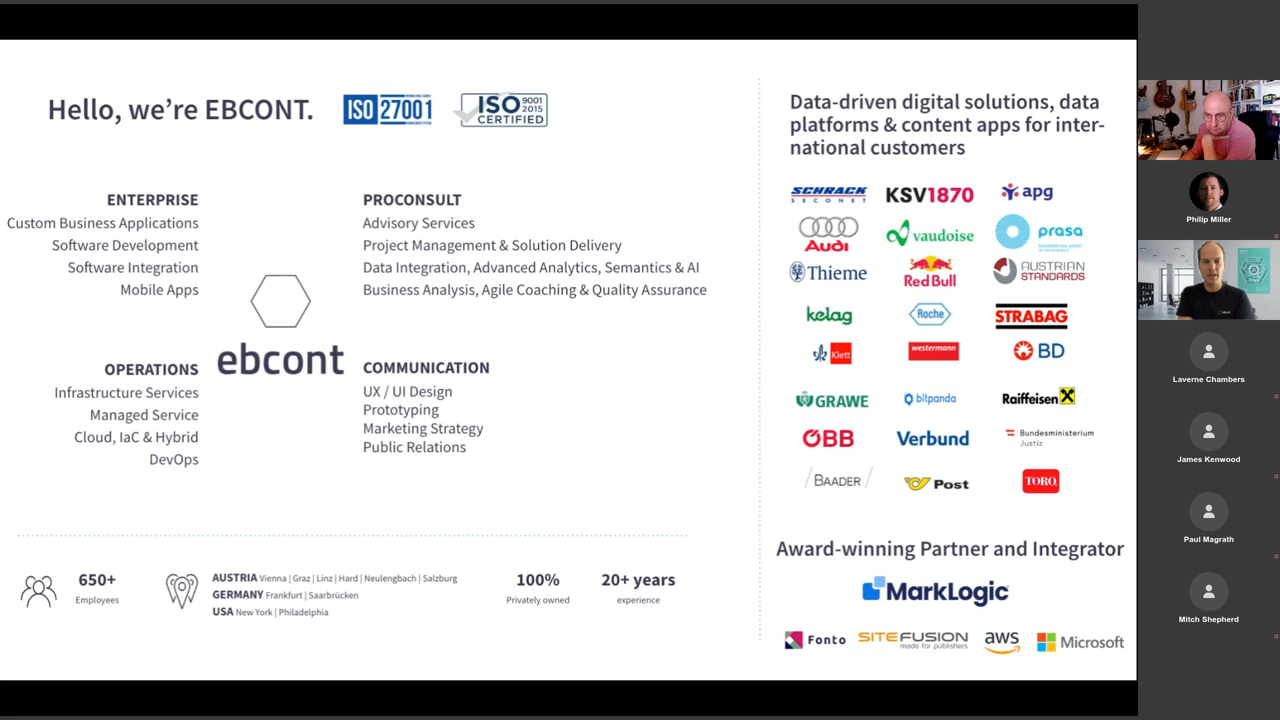 Hello, we're EBCONT.
ISO 27001
ISO 9001 2015 CERTIFIED
ENTERPRISE
Custom Business Applications
Software Development
Software Integration
Mobile Apps
PROCONSULT
Advisory Services
Project Management & Solution Delivery
Data Integration, Advanced Analytics, Semantics & AI
Business Analysis, Agile Coaching & Quality Assurance
ebcont
OPERATIONS
Infrastructure Services
Managed Service
Cloud, IaC & Hybrid
DevOps
COMMUNICATION
UX / UI Design
Prototyping
Marketing Strategy
Public Relations
650+
Employees
AUSTRIA Vienna | Graz | Linz | Hard | Neulengbach | Salzburg
GERMANY Frankfurt | Saarbrücken
USA New York | Philadelphia
100%
Privately owned
20+ years
experience
Data-driven digital solutions, data
platforms & content apps for inter-
national customers
SCHRACK
SECONET
KSV1870
apg
Audi
vaudoise
prasa
Thieme
Red Bull
AUSTRIAN
STANDARDS
kelag
Roche
STRABAG
Klett
westermann
BD
GRAWE
bitpanda
Raiffeisen
ÖBB
Verbund
Bundesministerium
Justiz
BAADER
Post
TORO
Award-winning Partner and Integrator
MarkLogic
Fonto
SITEFUSION
made for publishers
aws
Microsoft
Philip Miller
Laverne Chambers
James Kenwood
Paul Magrath
Mitch Shepherd